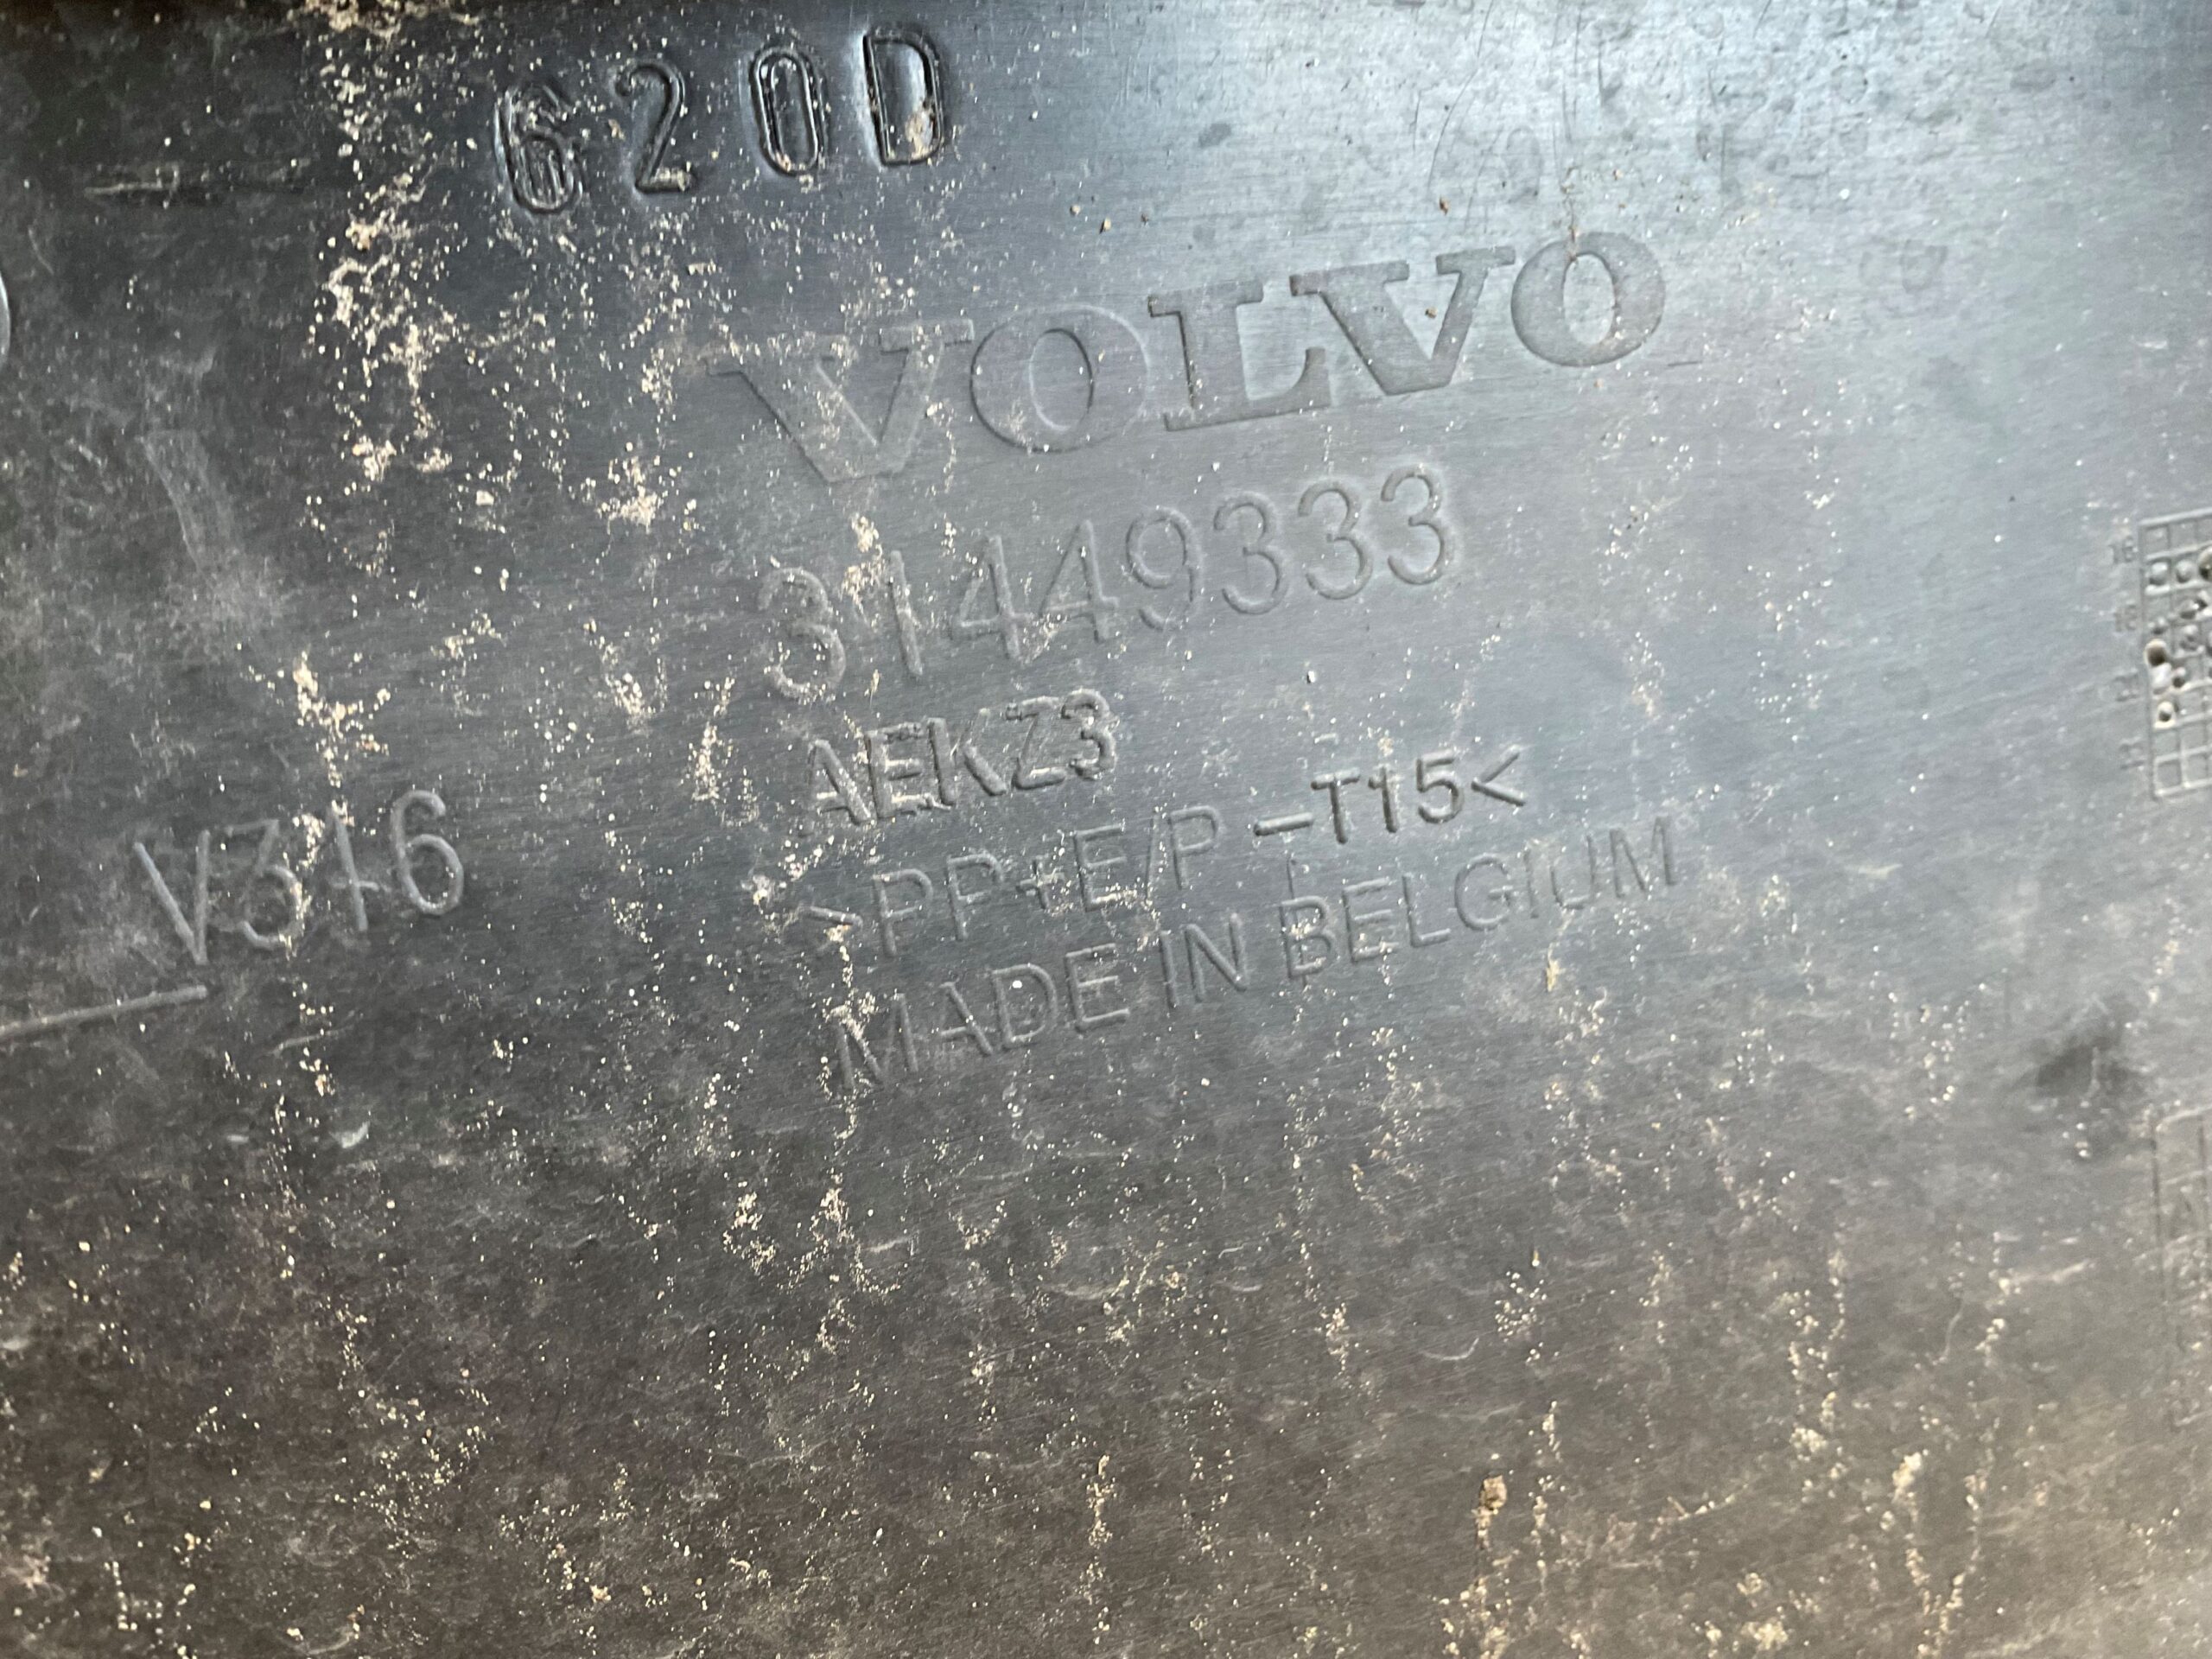 620D
VOLVO
31449333
AEKZ3
V316
>PP+E/P-T15<
MADE IN BELGIUM